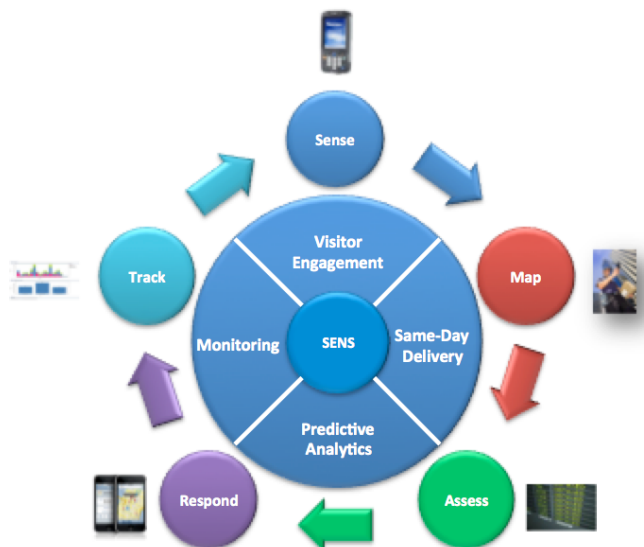 Sense
Visitor
Engagement
Track
Map
Monitoring
SENS
Same-Day
Delivery
Predictive
Analytics
Respond
Assess